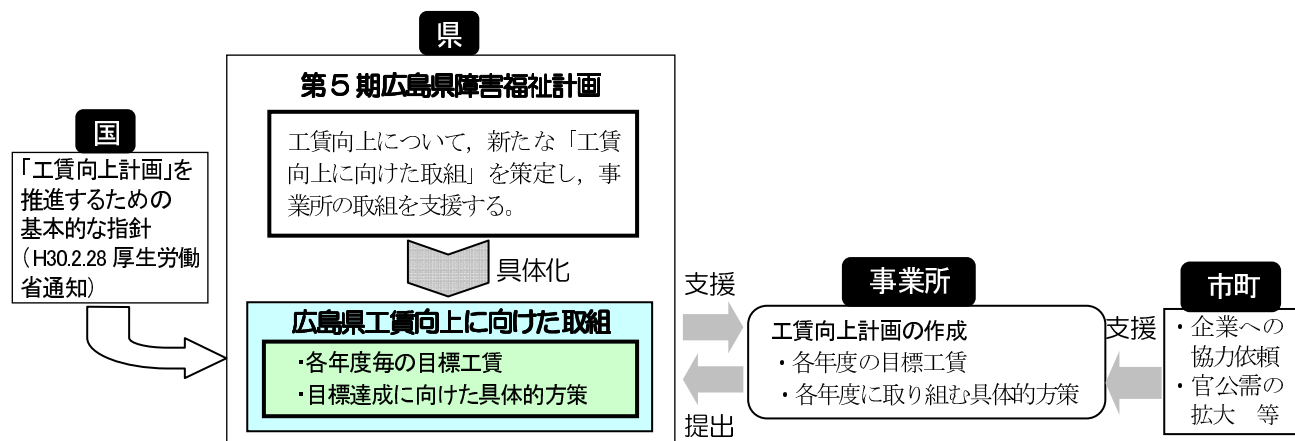 県
第5期広島県障害福祉計画
工賃向上について，新たな「工賃
向上に向けた取組」を策定し，事
業所の取組を支援する。
具体化
広島県工賃向上に向けた取組
・各年度毎の目標工賃
・目標達成に向けた具体的方策
国
「工賃向上計画」を
推進するための
基本的な指針
（H30.2.28 厚生労働
省通知）
支援
提出
事業所
工賃向上計画の作成
・各年度の目標工賃
・各年度に取り組む具体的方策
支援
市町
・企業への
協力依頼
・官公需の
拡大　等